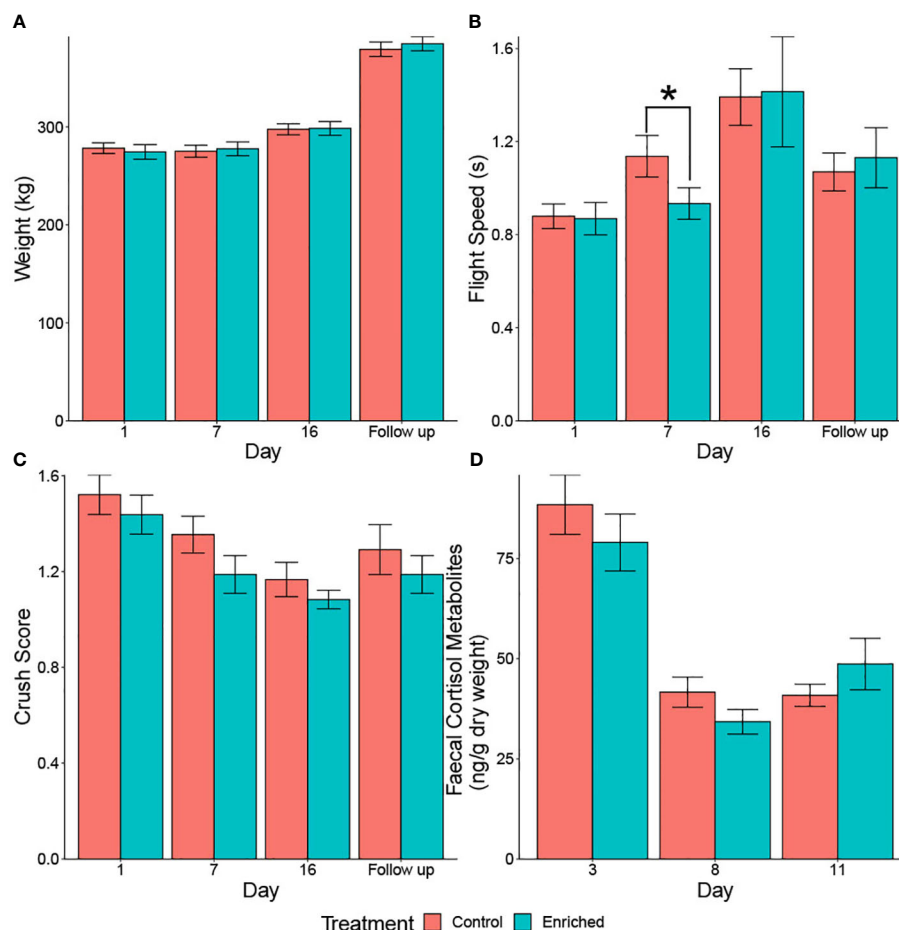 A
Weight (kg)
300
200
100
0
1 7 16 Follow up
Day
B
Flight Speed (s)
1.6
1.2
0.8
0.4
0.0
*
1 7 16 Follow up
Day
C
Crush Score
1.6
1.2
0.8
0.4
0.0
1 7 16 Follow up
Day
D
Faecal Cortisol Metabolites
(ng/g dry weight)
75
50
25
0
3 8 11
Day
Treatment Control Enriched